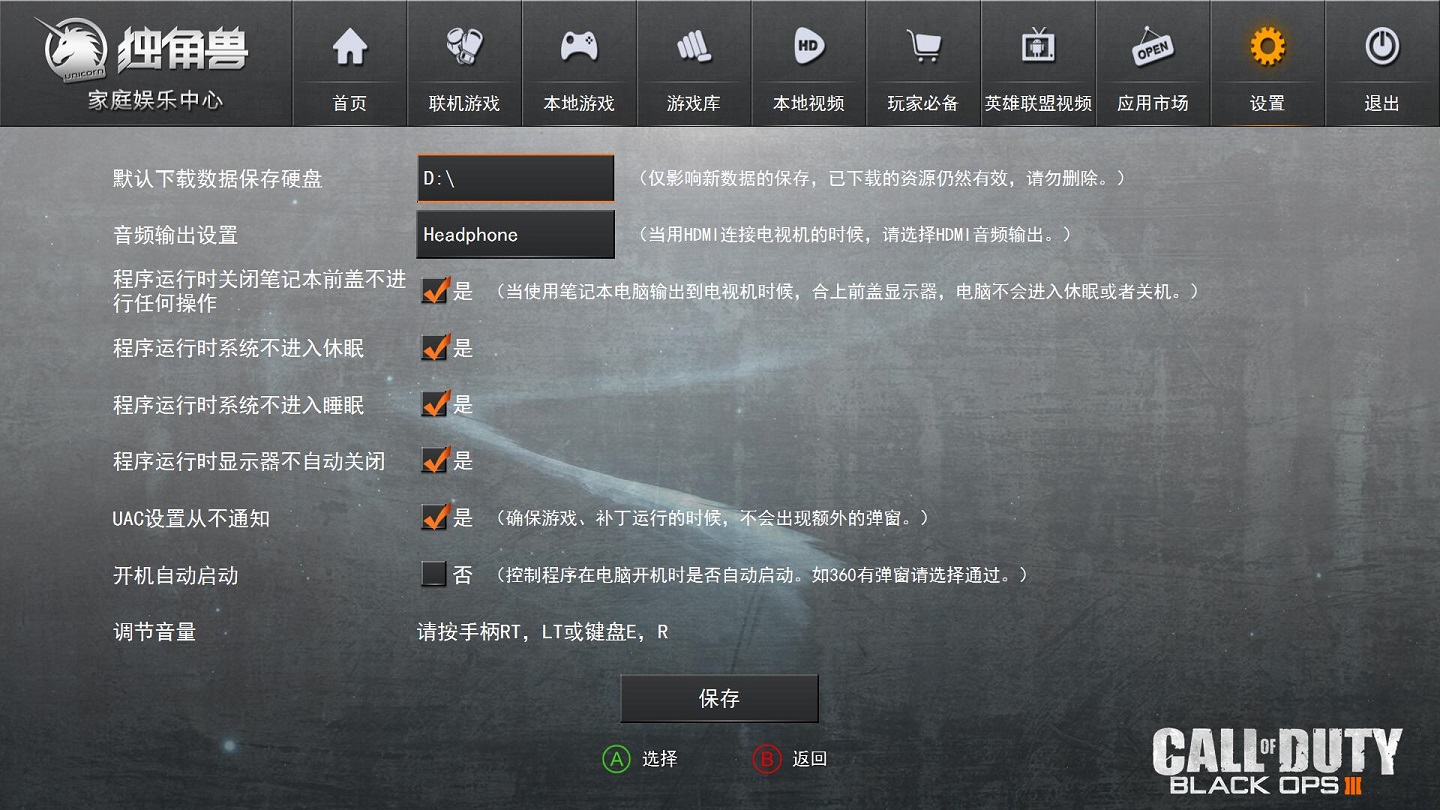 unicorn
独角兽
家庭娱乐中心
首页
联机游戏
本地游戏
游戏库
HD
本地视频
玩家必备
英雄联盟视频
OPEN
应用市场
设置
退出
默认下载数据保存硬盘
D:\
（仅影响新数据的保存，已下载的资源仍然有效，请勿删除。）
音频输出设置
Headphone
（当用HDMI连接电视机的时候，请选择HDMI音频输出。）
程序运行时关闭笔记本前盖不进
行任何操作
是
（当使用笔记本电脑输出到电视机时候，合上前盖显示器，电脑不会进入休眠或者关机。）
程序运行时系统不进入休眠
是
程序运行时系统不进入睡眠
是
程序运行时显示器不自动关闭
是
UAC设置从不通知
是
（确保游戏、补丁运行的时候，不会出现额外的弹窗。）
开机自动启动
否
（控制程序在电脑开机时是否自动启动。如360有弹窗请选择通过。）
调节音量
请按手柄RT，LT或键盘E，R
保存
A 选择
B 返回
CALL OF DUTY
BLACK OPS III